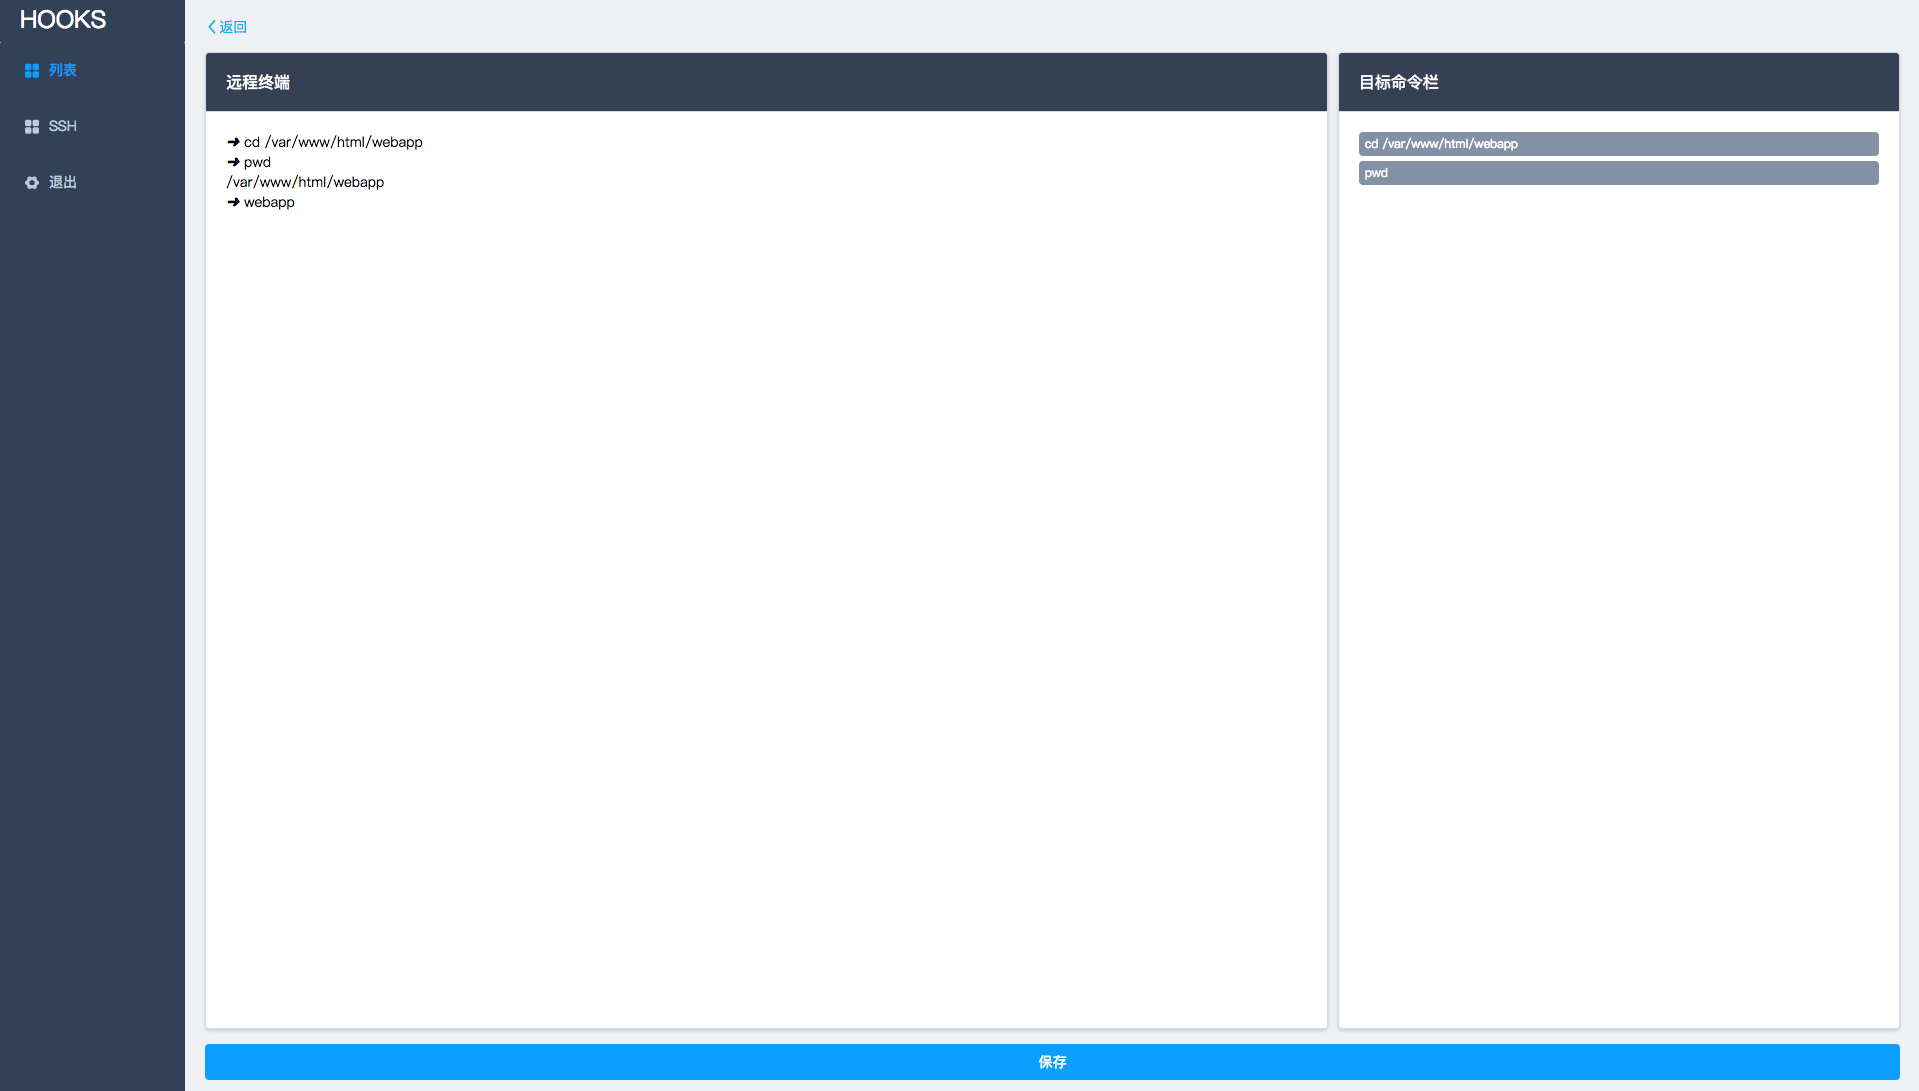 HOOKS
列表
SSH
退出
返回
远程终端
➜ cd /var/www/html/webapp
➜ pwd
/var/www/html/webapp
➜ webapp
目标命令栏
cd /var/www/html/webapp
pwd
保存